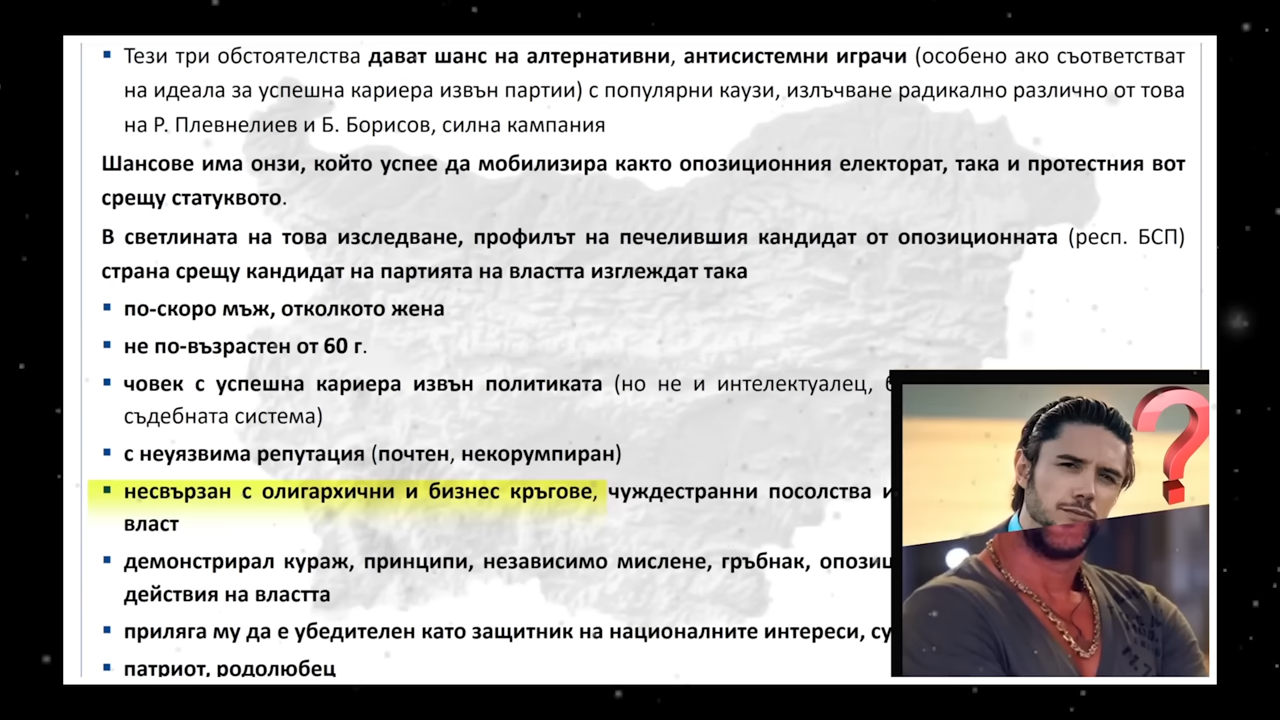 ▪ Тези три обстоятелства дават шанс на алтернативни, антисистемни играчи (особено ако съответстват
на идеала за успешна кариера извън партии) с популярни каузи, излъчване радикално различно от това
на Р. Плевнелиев и Б. Борисов, силна кампания
Шансове има онзи, който успее да мобилизира както опозиционния електорат, така и протестния вот
срещу статуквото.
В светлината на това изследване, профилът на печелившия кандидат от опозиционната (респ. БСП)
страна срещу кандидат на партията на властта изглеждат така
▪ по-скоро мъж, отколкото жена
▪ не по-възрастен от 60 г.
▪ човек с успешна кариера извън политиката (но не и интелектуалец,
съдебната система)
▪ с неуязвима репутация (почтен, некорумпиран)
▪ несвързан с олигархични и бизнес кръгове, чуждестранни посолства и
власт
▪ демонстрирал кураж, принципи, независимо мислене, гръбнак,
действия на властта
▪ приляга му да е убедителен като защитник на националните интереси,
▪ патриот, родолюбец
?